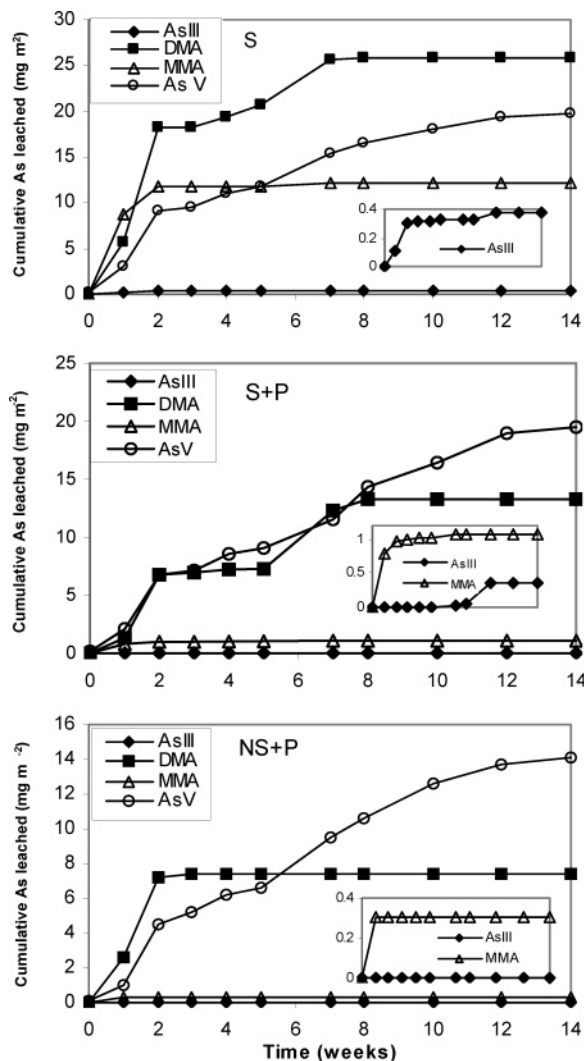 AsIII
DMA
MMA
As V
S
Cumulative As leached (mg m²)
30
25
20
15
10
5
0
0.4
0.2
0
AsIII
0 2 4 6 8 10 12 14
AsIII
DMA
MMA
AsV
S+P
Cumulative As leached (mg m²)
25
20
15
10
5
0
1
0.5
0
AsIII
MMA
0 2 4 6 8 10 12 14
AsIII
DMA
MMA
AsV
NS+P
Cumulative As leached (mg m ⁻²)
16
14
12
10
8
6
4
2
0
0.4
0.2
0
AsIII
MMA
0 2 4 6 8 10 12 14
Time (weeks)